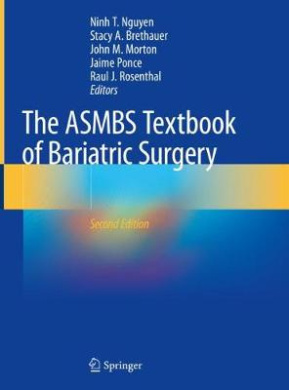 Ninh T. Nguyen
Stacy A. Brethauer
John M. Morton
Jaime Ponce
Raul J. Rosenthal
Editors
The ASMBS Textbook
of Bariatric Surgery
Second Edition
Springer